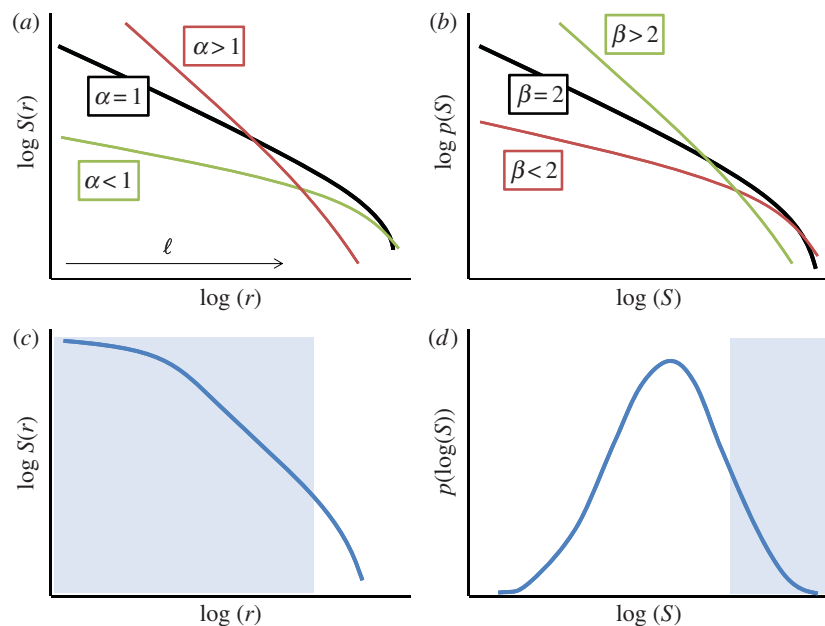 (a)
α > 1
α = 1
α < 1
ℓ
log S(r)
log (r)
(b)
β > 2
β = 2
β < 2
log p(S)
log (S)
(c)
log S(r)
log (r)
(d)
p(log(S))
log (S)